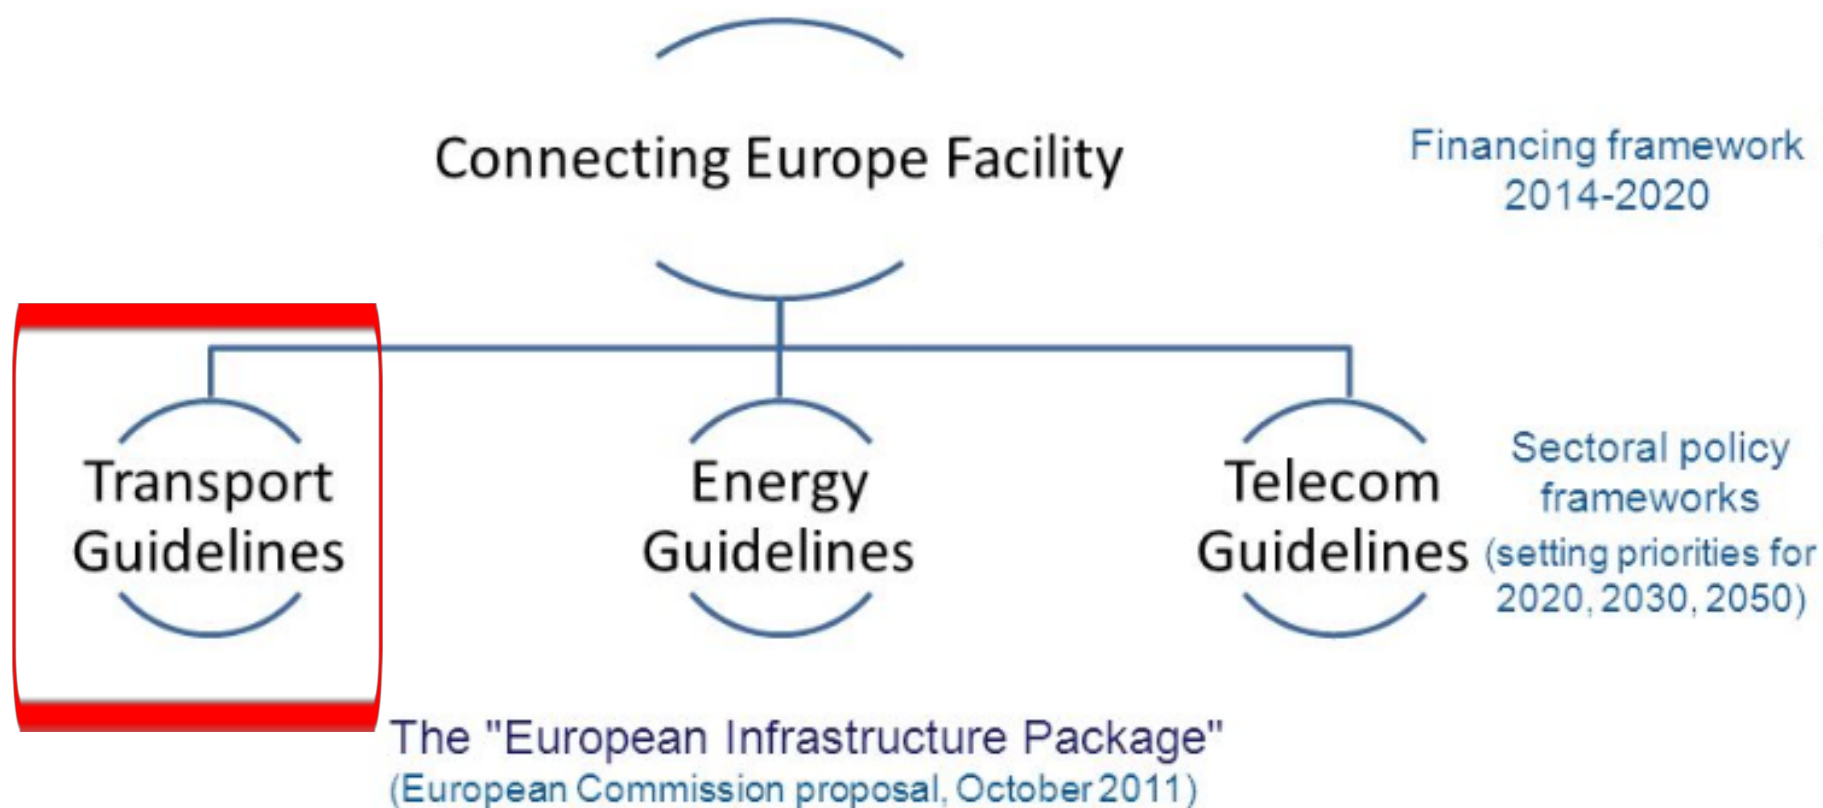 Connecting Europe Facility
Financing framework
2014-2020
Transport
Guidelines
Energy
Guidelines
Telecom
Guidelines
Sectoral policy
frameworks
(setting priorities for
2020, 2030, 2050)
The "European Infrastructure Package"
(European Commission proposal, October 2011)